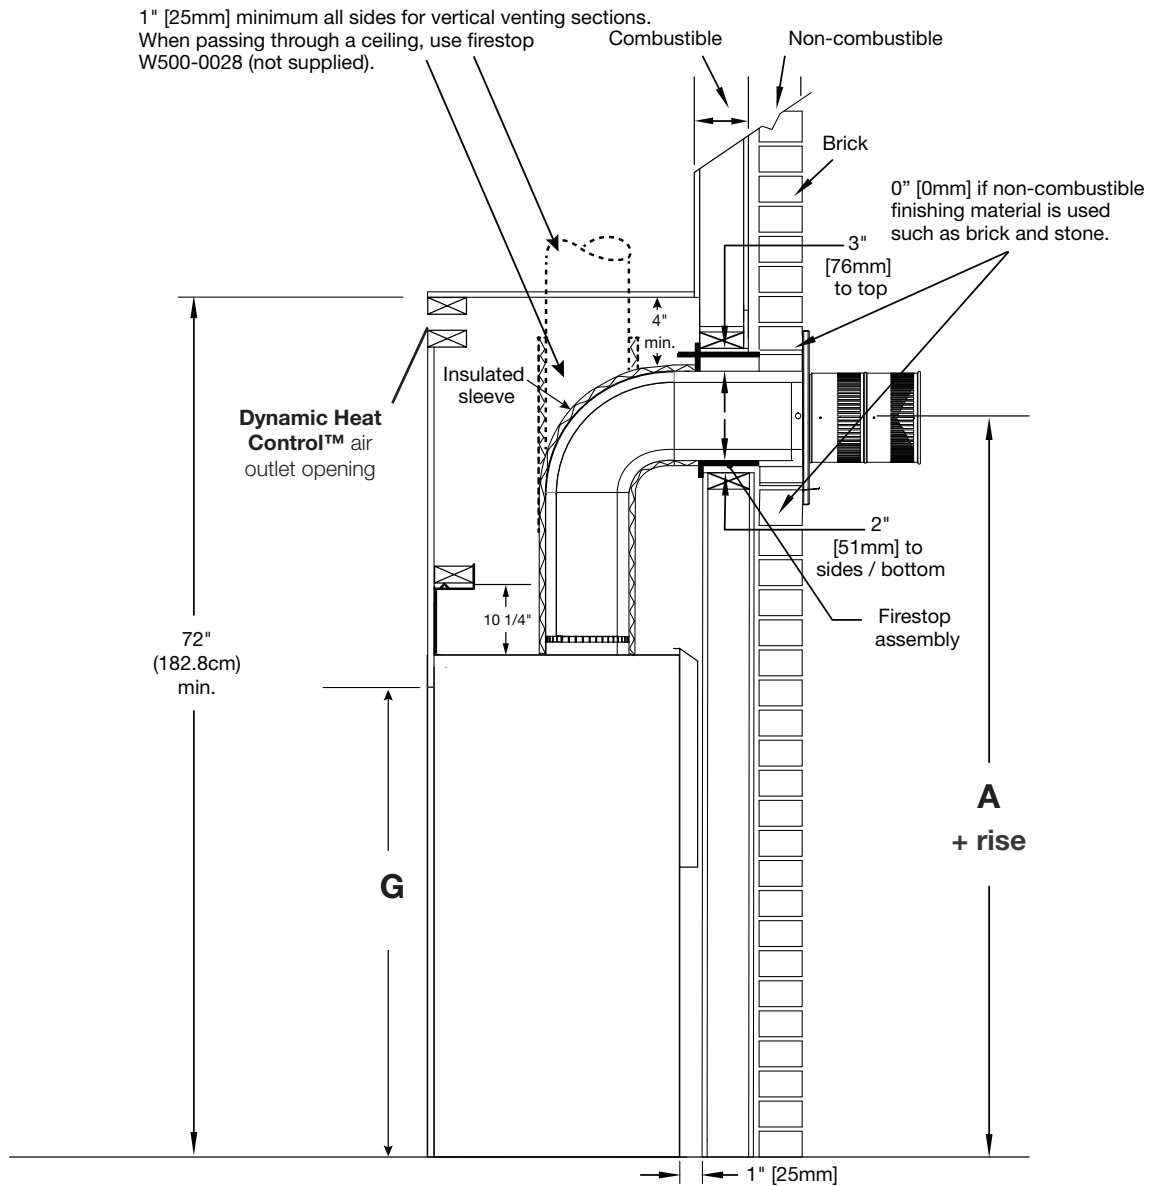 1" [25mm] minimum all sides for vertical venting sections.
When passing through a ceiling, use firestop
W500-0028 (not supplied).
Combustible
Non-combustible
Brick
0” [0mm] if non-combustible
finishing material is used
such as brick and stone.
3"
[76mm]
to top
4"
min.
Insulated
sleeve
Dynamic Heat
Control™ air
outlet opening
2"
[51mm] to
sides / bottom
Firestop
assembly
10 1/4"
72"
(182.8cm)
min.
G
A
+ rise
1" [25mm]